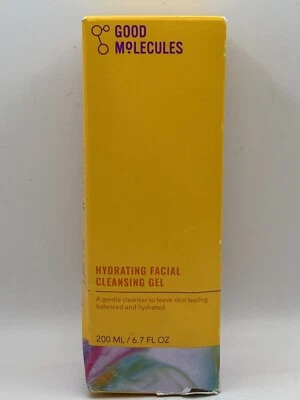 GOOD
MOLECULES
HYDRATING FACIAL
CLEANSING GEL
A gentle cleanser to leave skin feeling
balanced and hydrated.
200 ML / 6.7 FL OZ